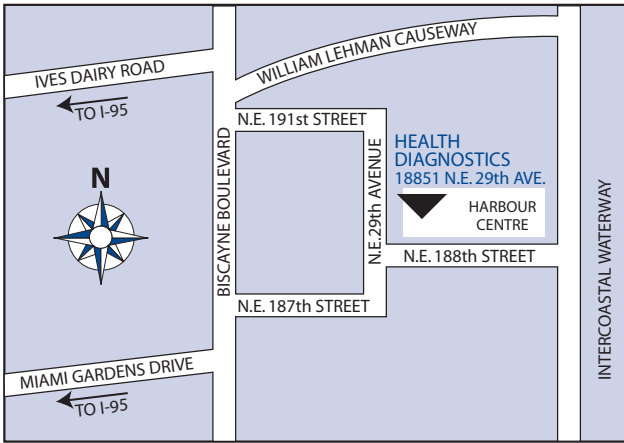 WILLIAM LEHMAN CAUSEWAY
IVES DAIRY ROAD
TO I-95
N.E. 191st STREET
HEALTH
DIAGNOSTICS
18851 N.E. 29th AVE.
HARBOUR
CENTRE
N
BISCAYNE BOULEVARD
N.E.29th AVENUE
N.E. 188th STREET
INTERCOASTAL WATERWAY
N.E. 187th STREET
MIAMI GARDENS DRIVE
TO I-95